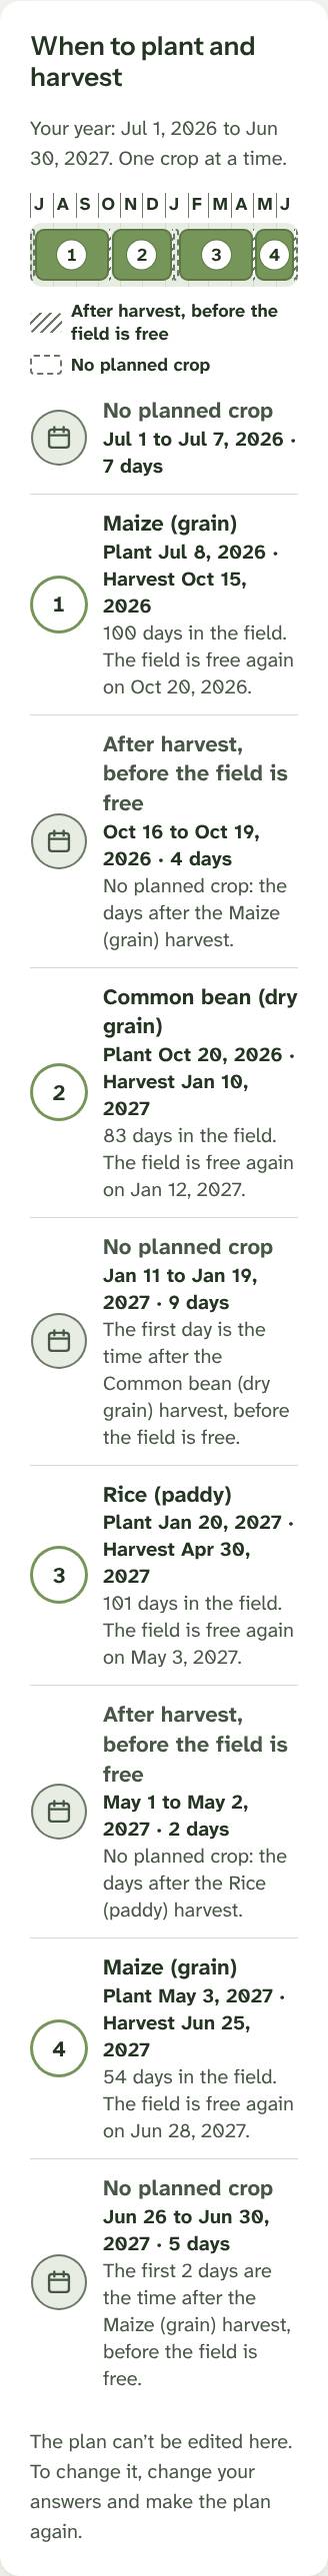 When to plant and
harvest
Your year: Jul 1, 2026 to Jun
30, 2027. One crop at a time.
J A S O N D J F M A M J
1 2 3 4
After harvest, before the
field is free
No planned crop
No planned crop
Jul 1 to Jul 7, 2026 ·
7 days
Maize (grain)
Plant Jul 8, 2026 ·
Harvest Oct 15,
2026
1
100 days in the field.
The field is free again
on Oct 20, 2026.
After harvest,
before the field is
free
Oct 16 to Oct 19,
2026 · 4 days
No planned crop: the
days after the Maize
(grain) harvest.
Common bean (dry
grain)
Plant Oct 20, 2026 ·
Harvest Jan 10,
2027
2
83 days in the field.
The field is free again
on Jan 12, 2027.
No planned crop
Jan 11 to Jan 19,
2027 · 9 days
The first day is the
time after the
Common bean (dry
grain) harvest, before
the field is free.
Rice (paddy)
Plant Jan 20, 2027 ·
Harvest Apr 30,
2027
3
101 days in the field.
The field is free again
on May 3, 2027.
After harvest,
before the field is
free
May 1 to May 2,
2027 · 2 days
No planned crop: the
days after the Rice
(paddy) harvest.
Maize (grain)
Plant May 3, 2027 ·
Harvest Jun 25,
2027
4
54 days in the field.
The field is free again
on Jun 28, 2027.
No planned crop
Jun 26 to Jun 30,
2027 · 5 days
The first 2 days are
the time after the
Maize (grain) harvest,
before the field is
free.
The plan can’t be edited here.
To change it, change your
answers and make the plan
again.